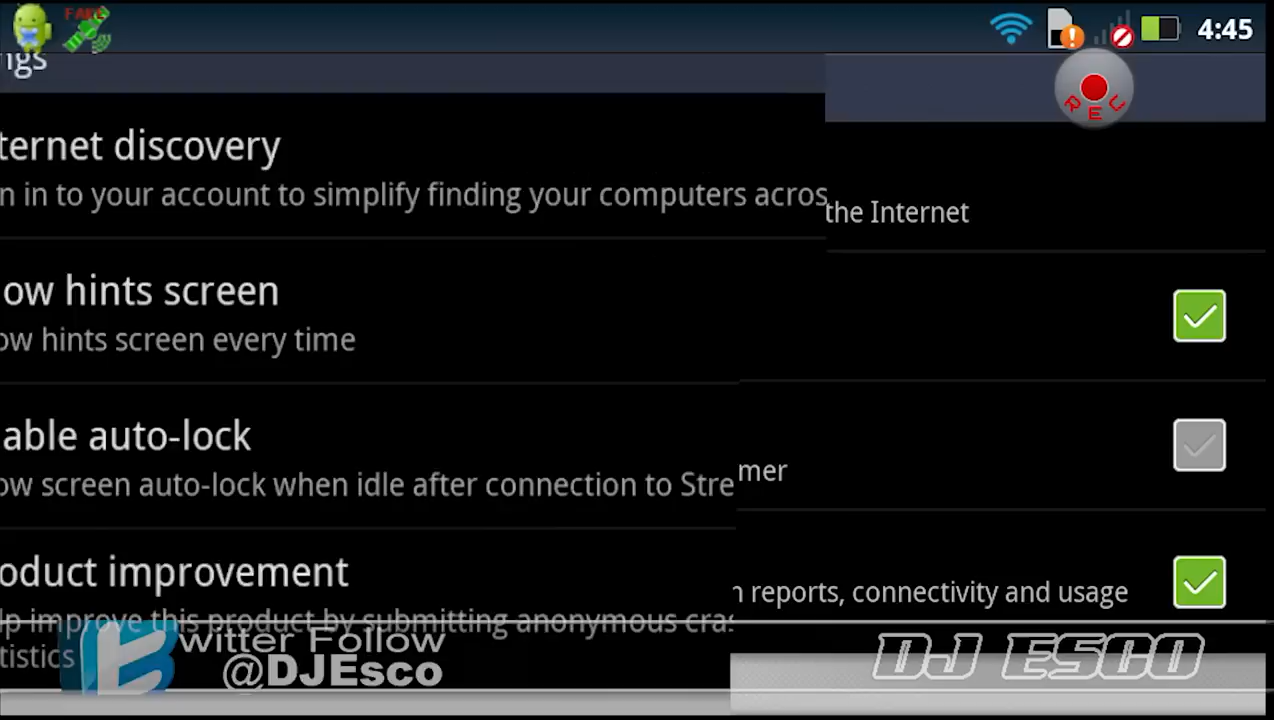 FAKE
4:45
ngs
REC
ternet discovery
n in to your account to simplify finding your computers acros the Internet
ow hints screen
ow hints screen every time
able auto-lock
ow screen auto-lock when idle after connection to Stre mer
oduct improvement
lp improve this product by submitting anonymous cras n reports, connectivity and usage
tistics
witter Follow
@DJEsco
DJ ESCO